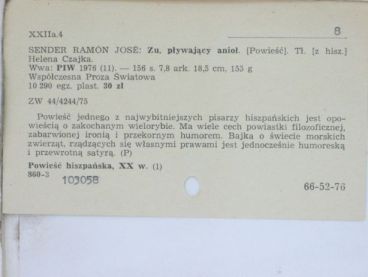 XXIIa.4
8
SENDER RAMÓN JOSÉ: Zu, pływający anioł. [Powieść]. Tł. [z hisz.]
Helena Czajka.
Wwa: PIW 1976 (11). — 156 s. 7,8 ark. 18,5 cm, 153 g
Współczesna Proza Światowa
10 290 egz. plast. 30 zł
ZW 44/4244/75
Powieść jednego z najwybitniejszych pisarzy hiszpańskich jest opo-
wieścią o zakochanym wielorybie. Ma wiele cech powiastki filozoficznej,
zabarwionej ironią i przekornym humorem. Bajka o świecie morskich
zwierząt, rządzących się własnymi prawami jest jednocześnie humoreską
i przewrotną satyrą. (P)
Powieść hiszpańska, XX w. (1)
860-3
103058
66-52-76